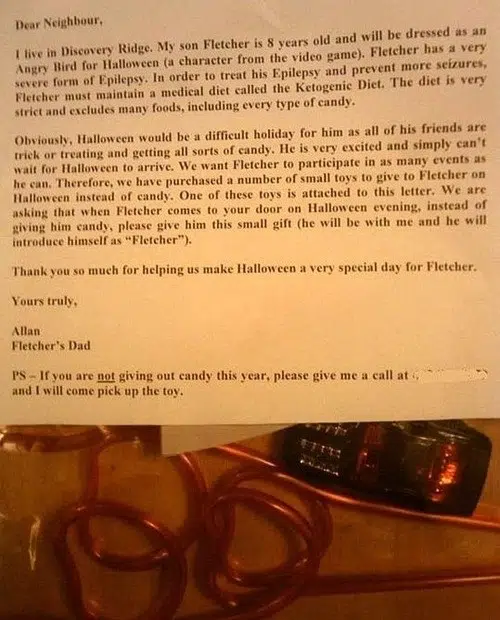 Dear Neighbour,
I live in Discovery Ridge. My son Fletcher is 8 years old and will be dressed as an
Angry Bird for Halloween (a character from the video game). Fletcher has a very
severe form of Epilepsy. In order to treat his Epilepsy and prevent more seizures,
Fletcher must maintain a medical diet called the Ketogenic Diet. The diet is very
strict and excludes many foods, including every type of candy.
Obviously, Halloween would be a difficult holiday for him as all of his friends are
trick or treating and getting all sorts of candy. He is very excited and simply can't
wait for Halloween to arrive. We want Fletcher to participate in as many events as
he can. Therefore, we have purchased a number of small toys to give to Fletcher on
Halloween instead of candy. One of these toys is attached to this letter. We are
asking that when Fletcher comes to your door on Halloween evening, instead of
giving him candy, please give him this small gift (he will be with me and he will
introduce himself as "Fletcher").
Thank you so much for helping us make Halloween a very special day for Fletcher.
Yours truly,
Allan
Fletcher's Dad
PS – If you are not giving out candy this year, please give me a call at
and I will come pick up the toy.